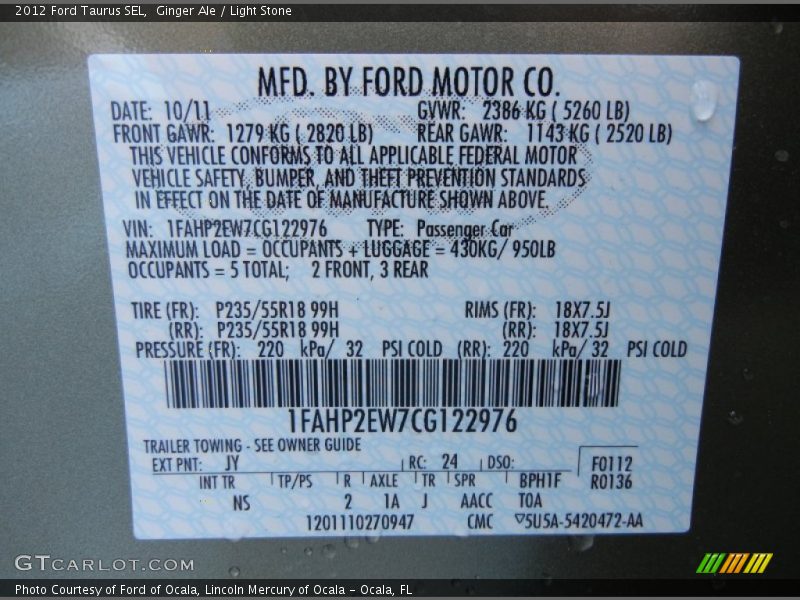 2012 Ford Taurus SEL, Ginger Ale / Light Stone
MFD. BY FORD MOTOR CO.
DATE: 10/11 GVWR: 2386 KG ( 5260 LB)
FRONT GAWR: 1279 KG ( 2820 LB) REAR GAWR: 1143 KG ( 2520 LB)
THIS VEHICLE CONFORMS TO ALL APPLICABLE FEDERAL MOTOR
VEHICLE SAFETY, BUMPER, AND THEFT PREVENTION STANDARDS
IN EFFECT ON THE DATE OF MANUFACTURE SHOWN ABOVE.
VIN: 1FAHP2EW7CG122976 TYPE: Passenger Car
MAXIMUM LOAD = OCCUPANTS + LUGGAGE = 430KG/ 950LB
OCCUPANTS = 5 TOTAL; 2 FRONT, 3 REAR
TIRE (FR): P235/55R18 99H RIMS (FR): 18X7.5J
(RR): P235/55R18 99H (RR): 18X7.5J
PRESSURE (FR): 220 kPa/ 32 PSI COLD (RR): 220 kPa/ 32 PSI COLD
1FAHP2EW7CG122976
TRAILER TOWING - SEE OWNER GUIDE
EXT PNT: JY RC: 24 DSO: F0112
INT TR TP/PS R AXLE TR SPR BPH1F R0136
NS 2 1A J AACC TOA
1201110270947 CMC ▽5U5A-5420472-AA
GTCARLOT.COM
Photo Courtesy of Ford of Ocala, Lincoln Mercury of Ocala - Ocala, FL